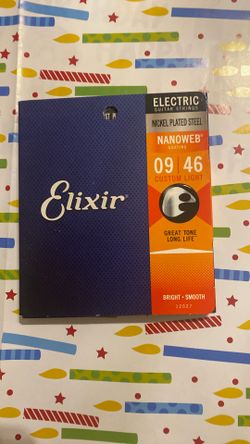 ELECTRIC
GUITAR STRINGS
NICKEL PLATED STEEL
NANOWEB®
COATING
09 46
CUSTOM LIGHT
Elixir®
GREAT TONE
LONG LIFE
BRIGHT • SMOOTH
12027